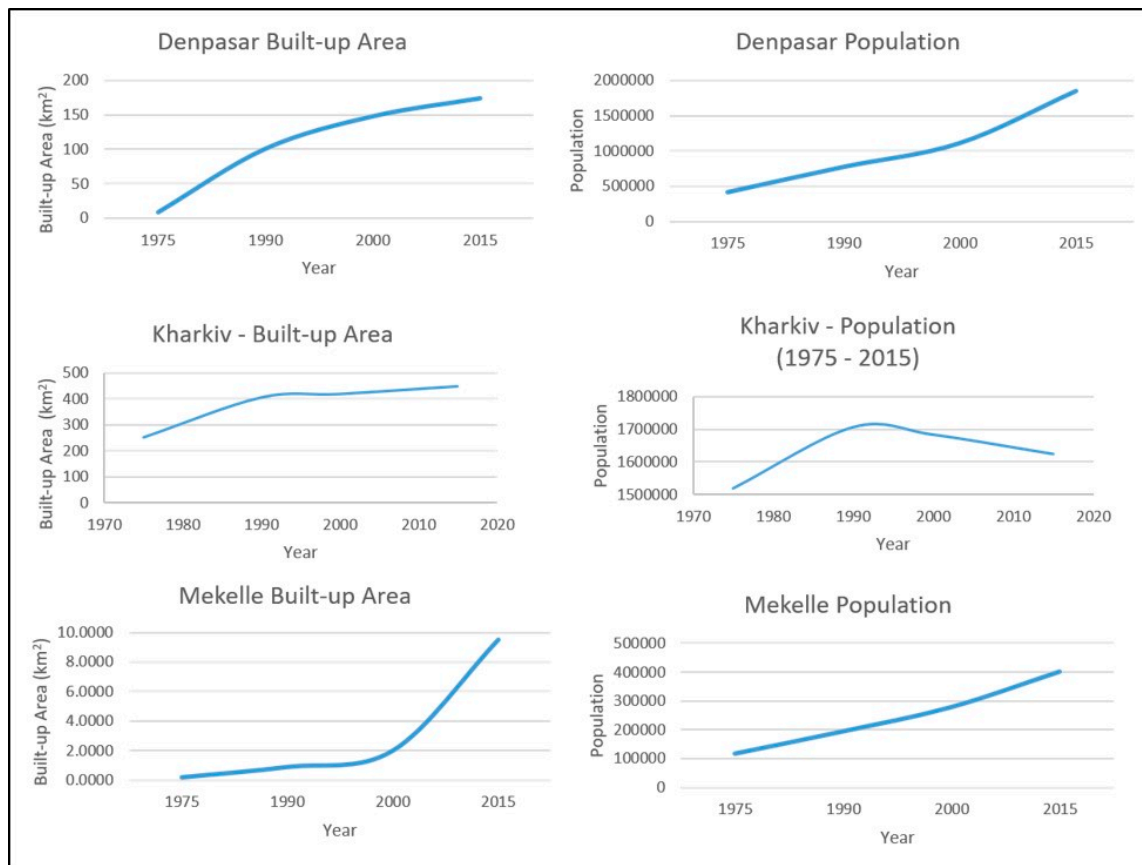 Denpasar Built-up Area
Built-up Area (km²)
200
150
100
50
0
1975 1990 2000 2015
Year
Denpasar Population
Population
2000000
1500000
1000000
500000
0
1975 1990 2000 2015
Year
Kharkiv - Built-up Area
Built-up Area (km²)
500
400
300
200
100
0
1970 1980 1990 2000 2010 2020
Year
Kharkiv - Population
(1975 - 2015)
Population
1800000
1700000
1600000
1500000
1970 1980 1990 2000 2010 2020
Year
Mekelle Built-up Area
Built-up Area (km²)
10.0000
8.0000
6.0000
4.0000
2.0000
0.0000
1975 1990 2000 2015
Year
Mekelle Population
Population
500000
400000
300000
200000
100000
0
1975 1990 2000 2015
Year